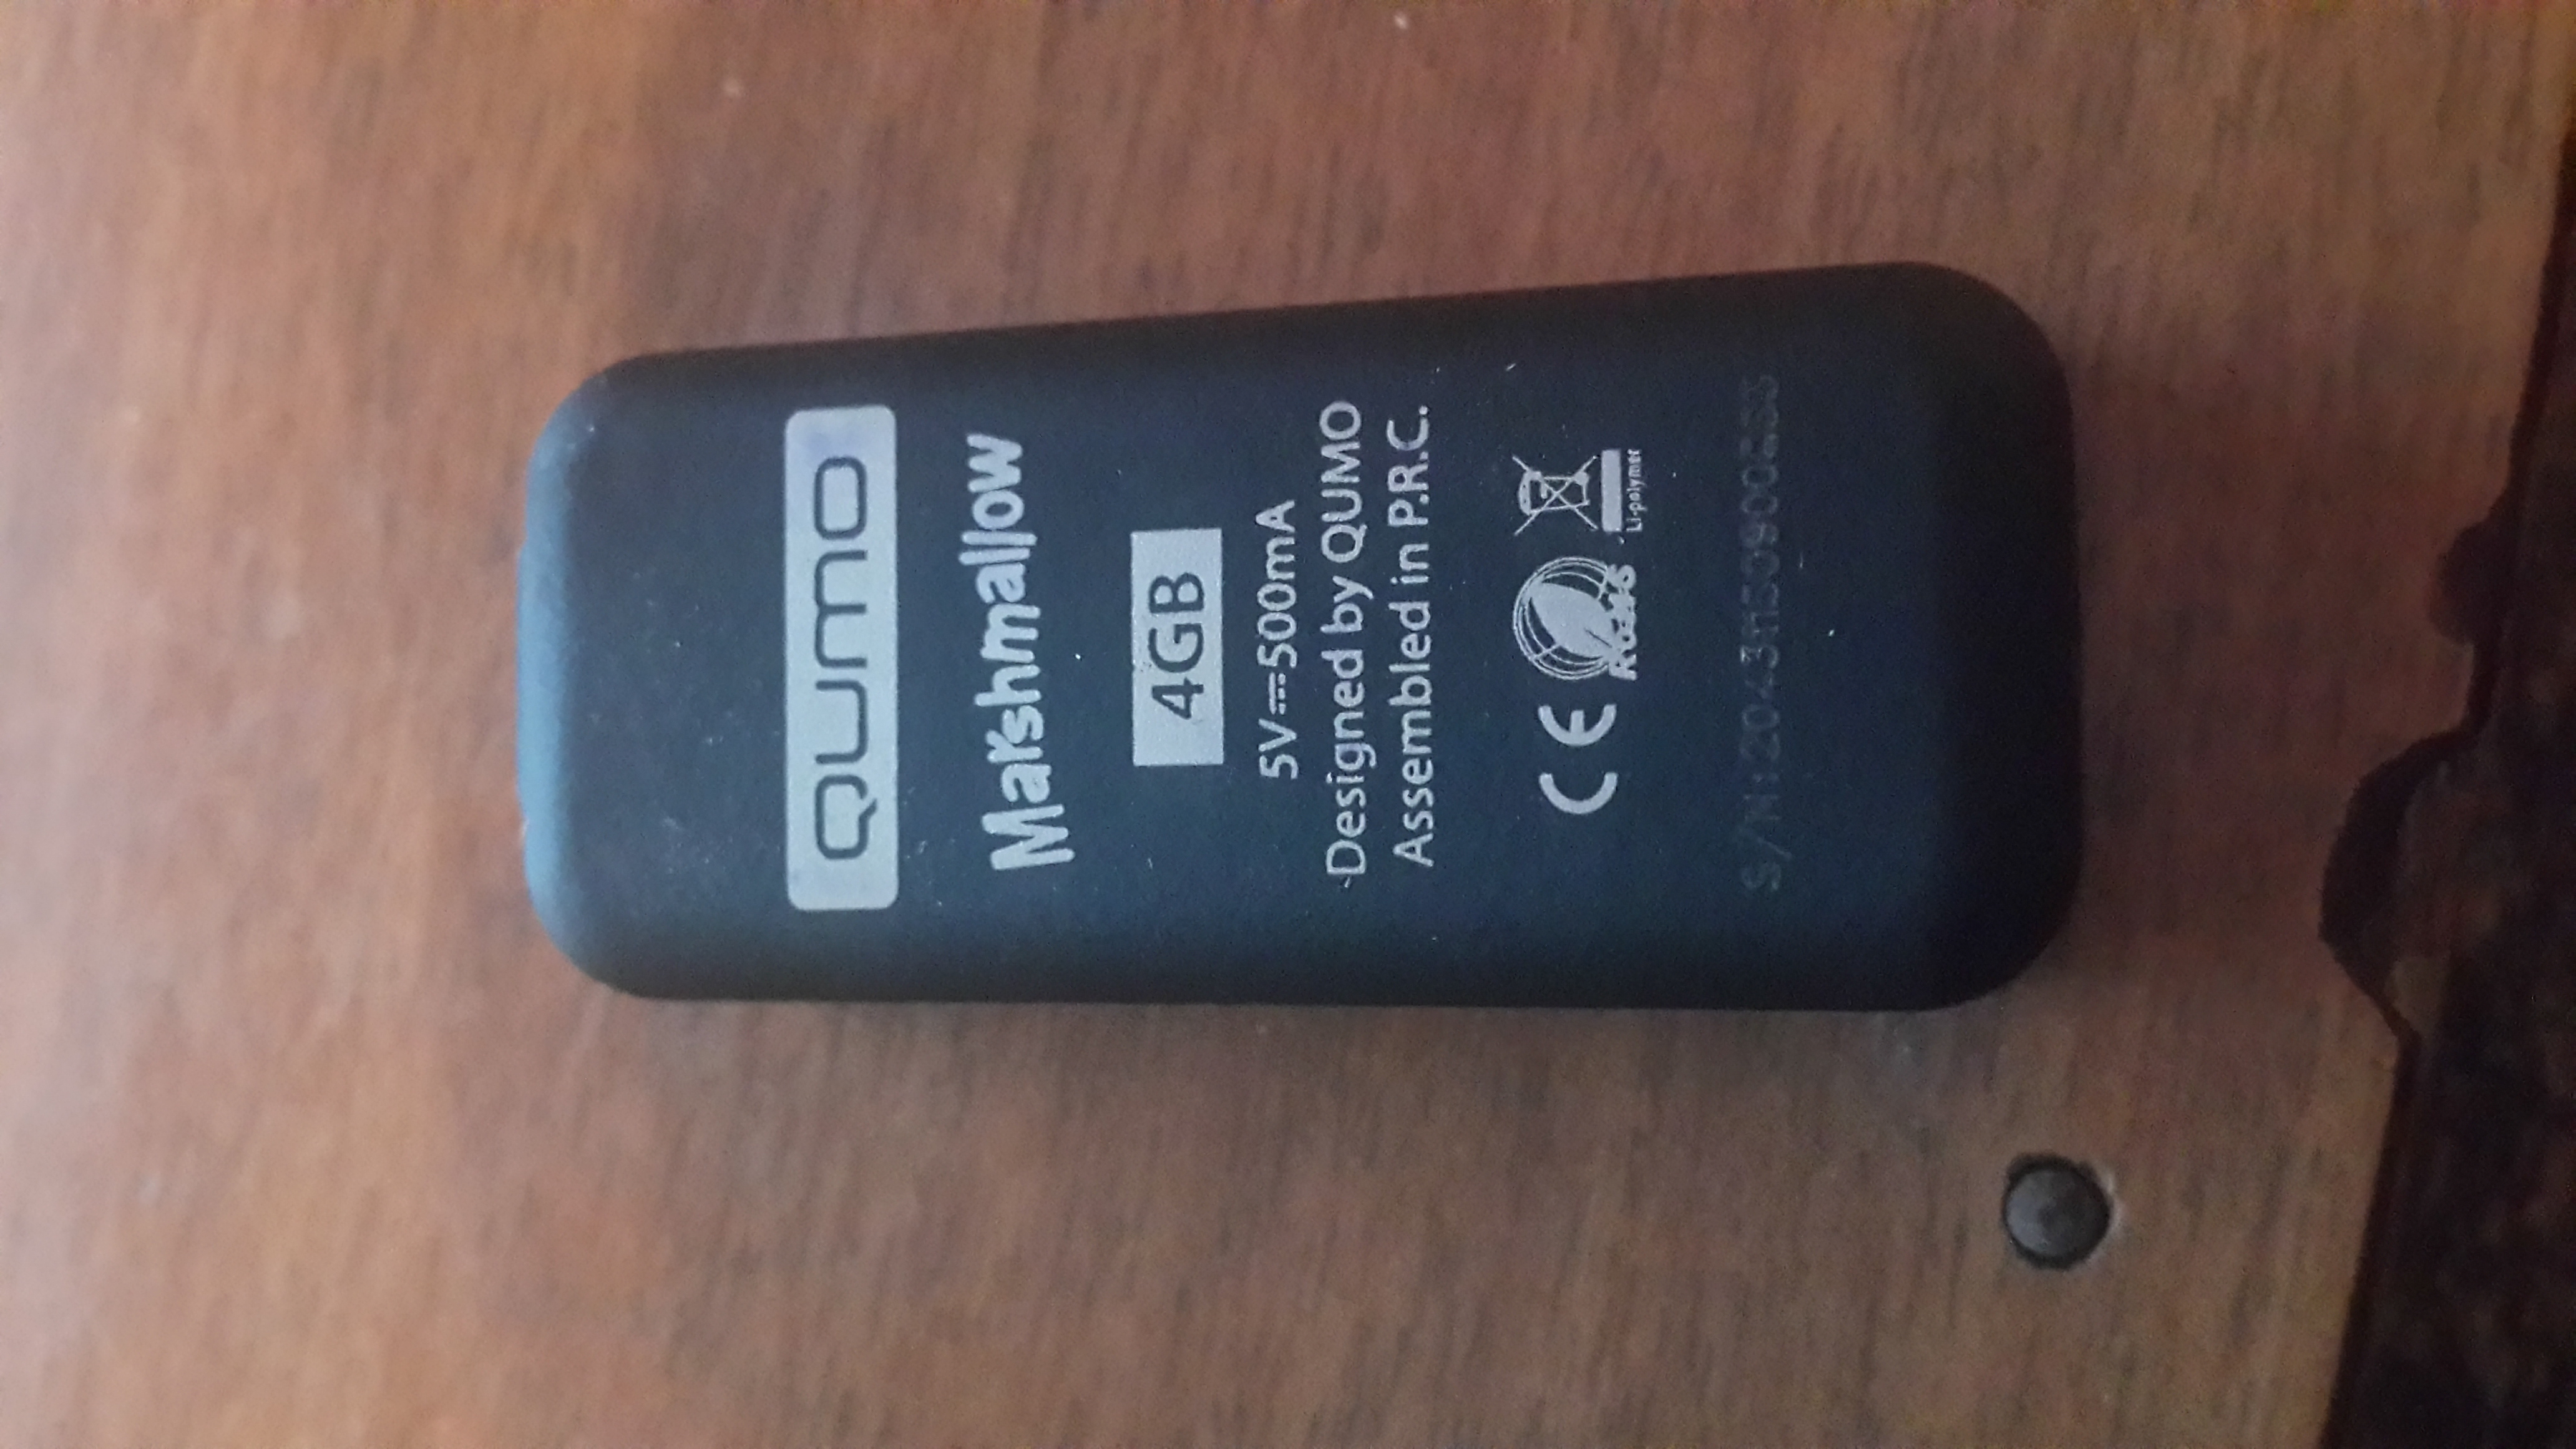 QUMO
Marshmallow
4GB
5V⎓500mA
Designed by QUMO
Assembled in P.R.C.
CE RoHS Li-polymer